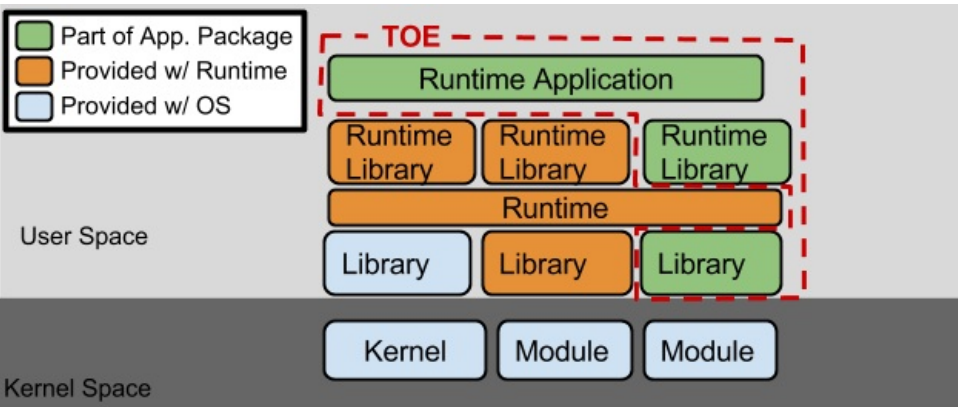 Part of App. Package
Provided w/ Runtime
Provided w/ OS
TOE
Runtime Application
Runtime
Library
Runtime
Library
Runtime
Library
Runtime
User Space
Library
Library
Library
Kernel
Module
Module
Kernel Space